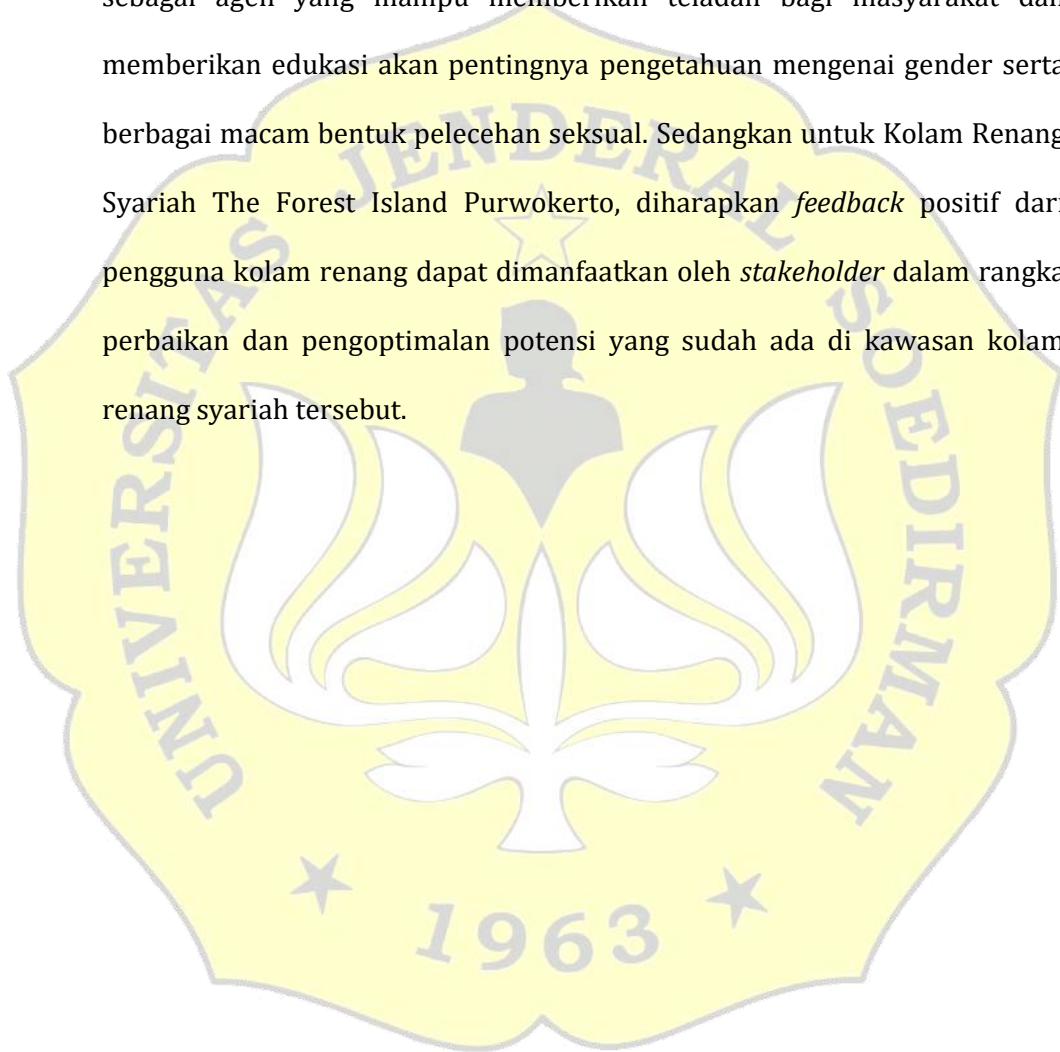 sebagai agen yang mampu memberikan teladan bagi masyarakat dan
memberikan edukasi akan pentingnya pengetahuan mengenai gender serta
berbagai macam bentuk pelecehan seksual. Sedangkan untuk Kolam Renang
Syariah The Forest Island Purwokerto, diharapkan feedback positif dari
pengguna kolam renang dapat dimanfaatkan oleh stakeholder dalam rangka
perbaikan dan pengoptimalan potensi yang sudah ada di kawasan kolam
renang syariah tersebut.
UNIVERSITAS JENDERAL SOEDIRMAN
1963